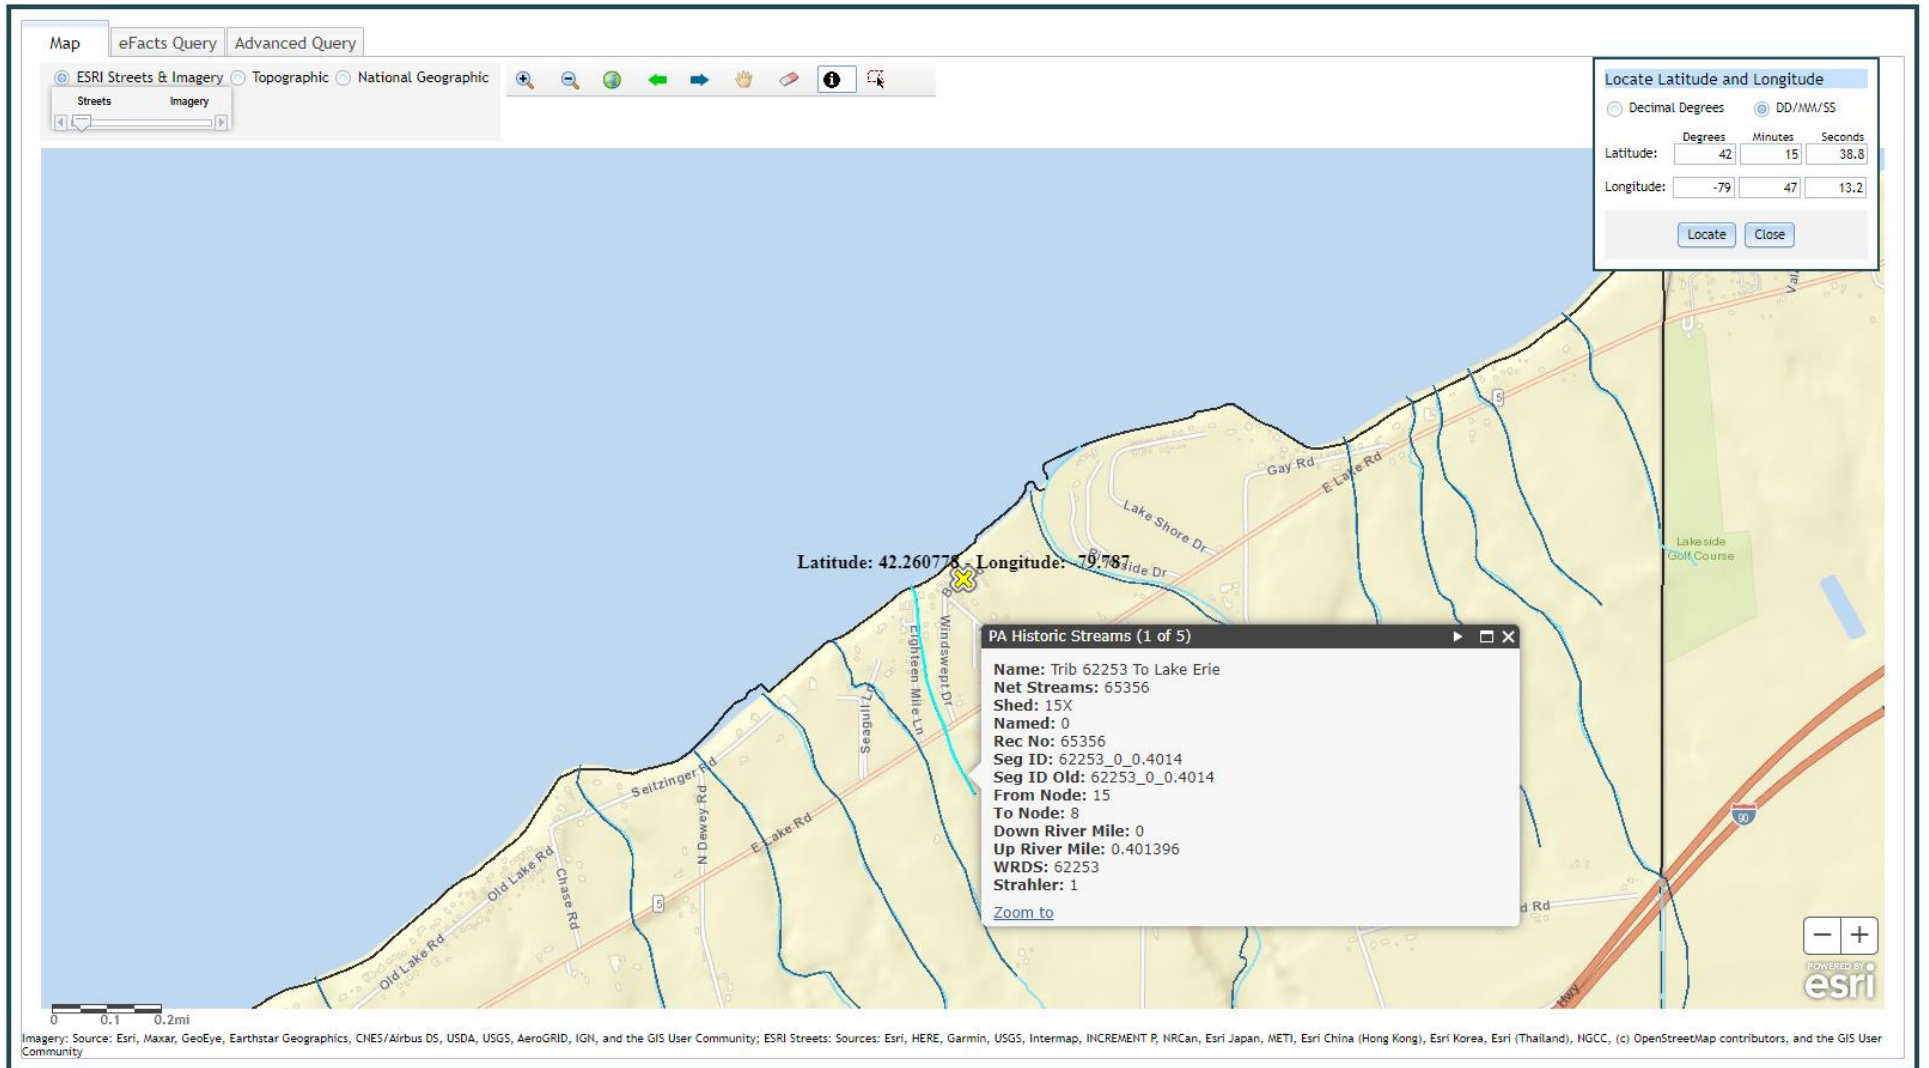 Map
eFacts Query
Advanced Query
ESRI Streets & Imagery
Topographic
National Geographic
Streets
Imagery
Locate Latitude and Longitude
Decimal Degrees
DD/MM/SS
Degrees Minutes Seconds
Latitude: 42 15 38.8
Longitude: -79 47 13.2
Locate
Close
5
Gay Rd
E Lake Rd
Lake Shore Dr
Lakeside
Golf Course
Latitude: 42.260778 - Longitude: -79.787
Windswept Dr
Eighteen Mile Ln
Seagull Ln
PA Historic Streams (1 of 5)
Name: Trib 62253 To Lake Erie
Net Streams: 65356
Shed: 15X
Named: 0
Rec No: 65356
Seg ID: 62253_0_0.4014
Seg ID Old: 62253_0_0.4014
From Node: 15
To Node: 8
Down River Mile: 0
Up River Mile: 0.401396
WRDS: 62253
Strahler: 1
Zoom to
Seitzinger Rd
N Dewey Rd
E Lake Rd
Old Lake Rd
Chase Rd
5
Old Lake Rd
90
d Rd
Hwy
POWERED BY
esri
0 0.1 0.2mi
Imagery: Source: Esri, Maxar, GeoEye, Earthstar Geographics, CNES/Airbus DS, USDA, USGS, AeroGRID, IGN, and the GIS User Community; ESRI Streets: Sources: Esri, HERE, Garmin, USGS, Intermap, INCREMENT P, NRCan, Esri Japan, METI, Esri China (Hong Kong), Esri Korea, Esri (Thailand), NGCC, (c) OpenStreetMap contributors, and the GIS User
Community